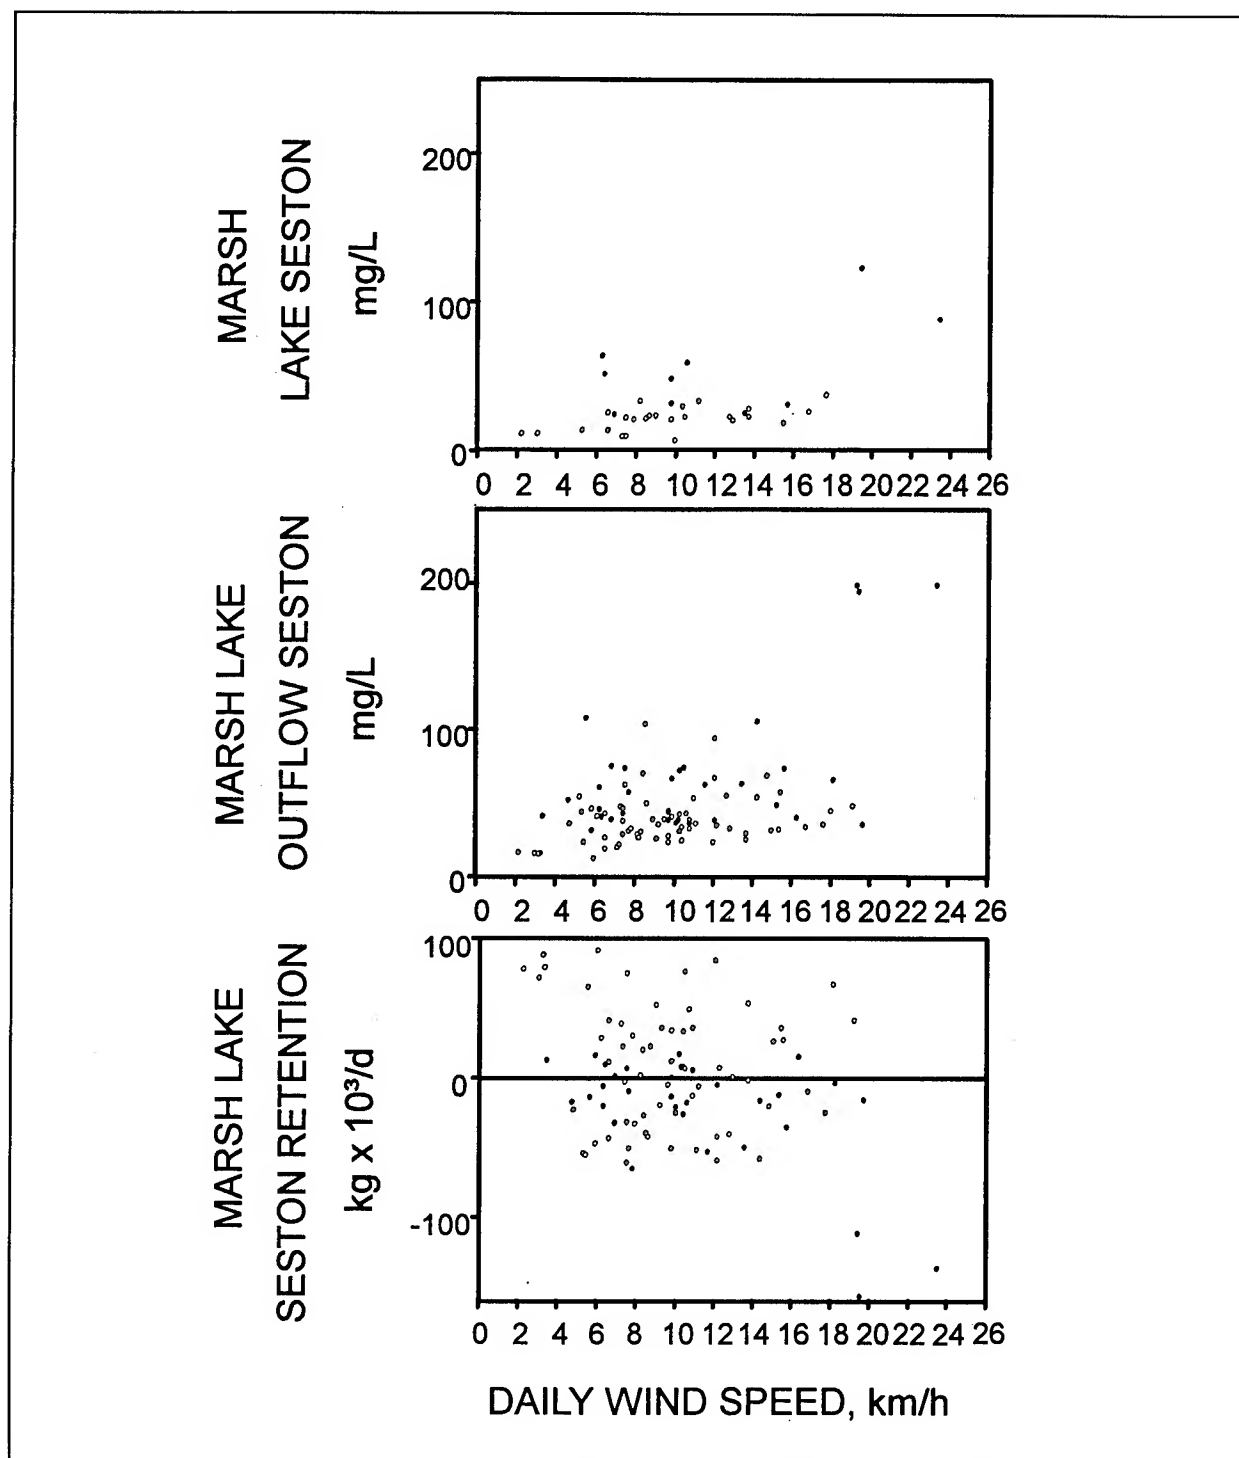 MARSH
LAKE SESTON
mg/L
200
100
0
0 2 4 6 8 10 12 14 16 18 20 22 24 26
MARSH LAKE
OUTFLOW SESTON
mg/L
200
100
0
0 2 4 6 8 10 12 14 16 18 20 22 24 26
MARSH LAKE
SESTON RETENTION
kg x 10³/d
100
0
-100
0 2 4 6 8 10 12 14 16 18 20 22 24 26
DAILY WIND SPEED, km/h